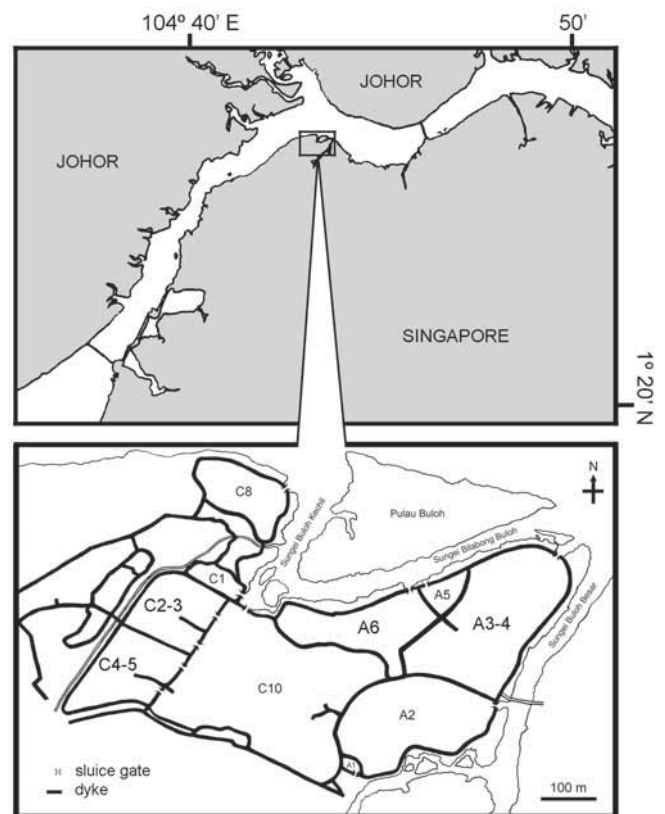 104º 40' E
50'
JOHOR
JOHOR
SINGAPORE
1º 20' N
N
C8
Sungei Buloh Kechil
Pulau Buloh
Sungei Bilabong Buloh
Sungei Buloh Besar
C1
C2-3
A5
A6
A3-4
C4-5
C10
A2
A1
sluice gate
dyke
100 m